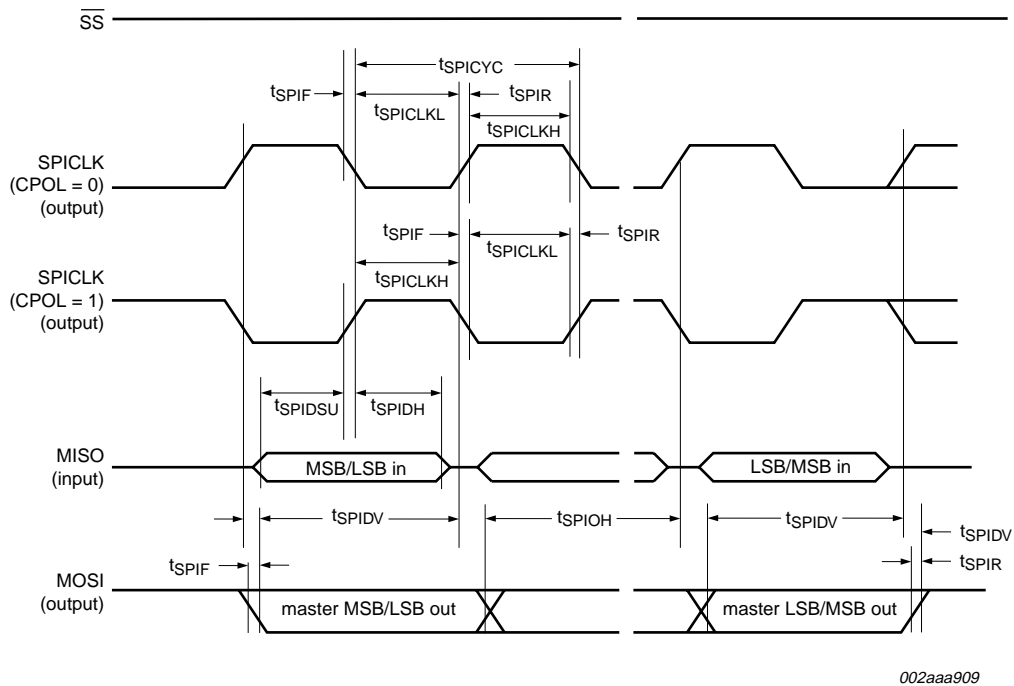 SS
tSPICYC
tSPIF
tSPIR
tSPICLKL
tSPICLKH
SPICLK
(CPOL = 0)
(output)
tSPIF
tSPIR
tSPICLKL
tSPICLKH
SPICLK
(CPOL = 1)
(output)
tSPIDSU
tSPIDH
MISO
(input)
MSB/LSB in
LSB/MSB in
tSPIDV
tSPIOH
tSPIDV
tSPIDV
tSPIF
tSPIR
MOSI
(output)
master MSB/LSB out
master LSB/MSB out
002aaa909